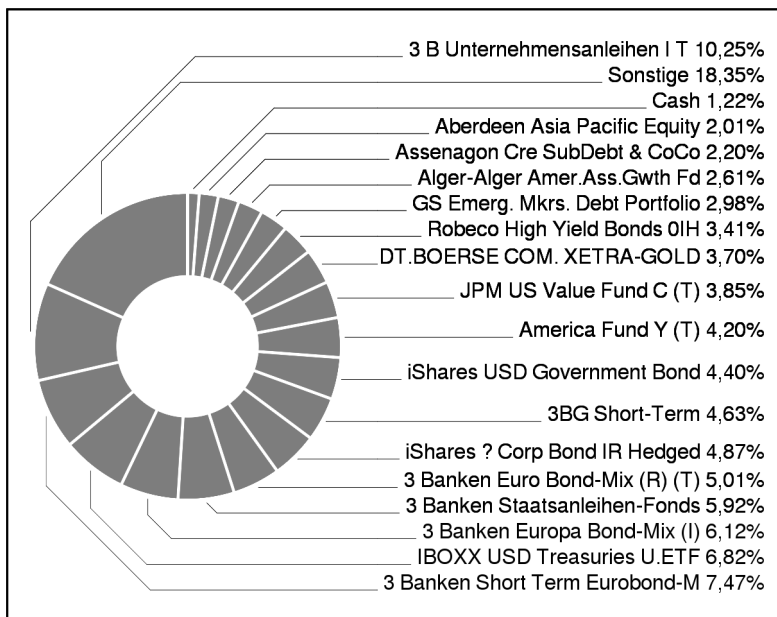 3 B Unternehmensanleihen I T 10,25%
Sonstige 18,35%
Cash 1,22%
Aberdeen Asia Pacific Equity 2,01%
Assenagon Cre SubDebt & CoCo 2,20%
Alger-Alger Amer.Ass.Gwth Fd 2,61%
GS Emerg. Mkrs. Debt Portfolio 2,98%
Robeco High Yield Bonds 0IH 3,41%
DT.BOERSE COM. XETRA-GOLD 3,70%
JPM US Value Fund C (T) 3,85%
America Fund Y (T) 4,20%
iShares USD Government Bond 4,40%
3BG Short-Term 4,63%
iShares ? Corp Bond IR Hedged 4,87%
3 Banken Euro Bond-Mix (R) (T) 5,01%
3 Banken Staatsanleihen-Fonds 5,92%
3 Banken Europa Bond-Mix (I) 6,12%
IBOXX USD Treasuries U.ETF 6,82%
3 Banken Short Term Eurobond-M 7,47%